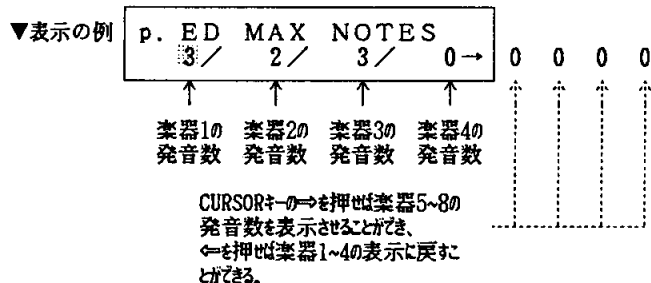 ▼表示の例
p. ED MAX NOTES
3/ 2/ 3/ 0→ 0 0 0 0
楽器1の 楽器2の 楽器3の 楽器4の
発音数 発音数 発音数 発音数
CURSORキーの⇒を押せば楽器5~8の
発音数を表示させることができ、
⇐を押せば楽器1~4の表示に戻すこ
とができる。